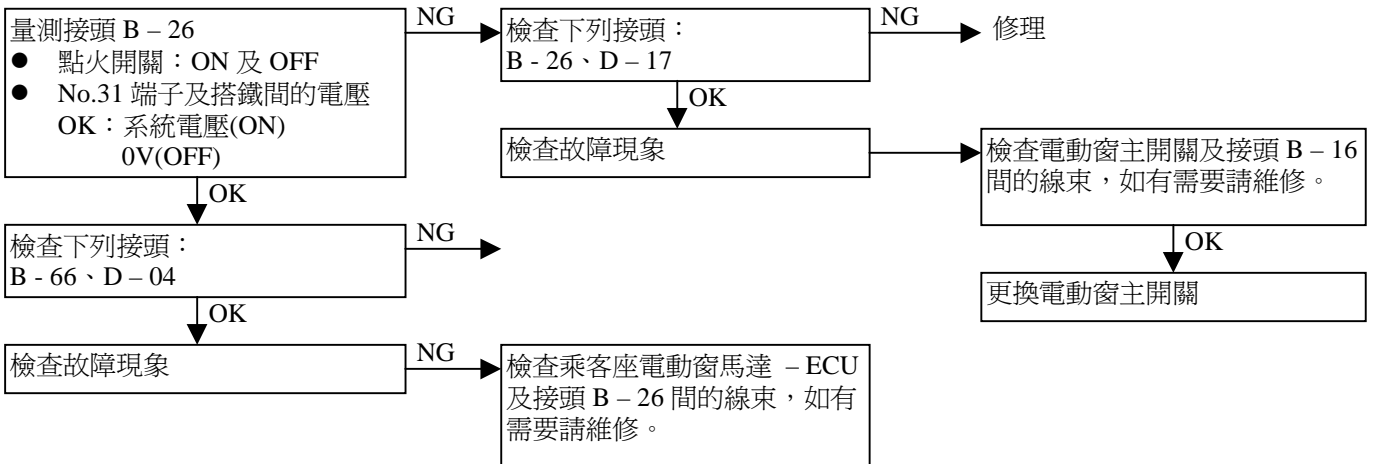 量測接頭 B – 26
● 點火開關：ON 及 OFF
● No.31 端子及搭鐵間的電壓
OK：系統電壓(ON)
0V(OFF)
NG
檢查下列接頭：
B - 26、D – 17
NG
修理
OK
檢查故障現象
檢查電動窗主開關及接頭 B – 16
間的線束，如有需要請維修。
OK
更換電動窗主開關
OK
檢查下列接頭：
B - 66、D – 04
NG
OK
檢查故障現象
NG
檢查乘客座電動窗馬達 – ECU
及接頭 B – 26 間的線束，如有
需要請維修。